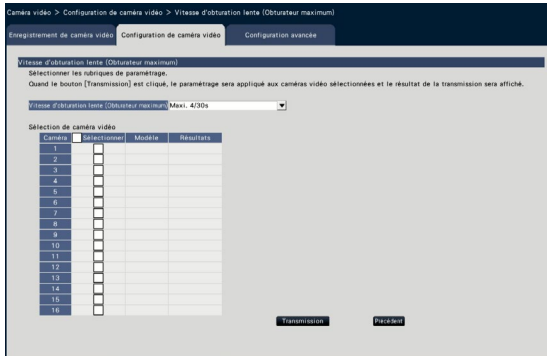 Caméra vidéo > Configuration de caméra vidéo > Vitesse d'obturation lente (Obturateur maximum)
Enregistrement de caméra vidéo Configuration de caméra vidéo Configuration avancée
Vitesse d'obturation lente (Obturateur maximum)
Sélectionner les rubriques de paramétrage.
Quand le bouton [Transmission] est cliqué, le paramétrage sera appliqué aux caméras vidéo sélectionnées et le résultat de la transmission sera affiché.
Vitesse d'obturation lente (Obturateur maximum) Maxi. 4/30s
Sélection de caméra vidéo
Caméra Sélectionner Modèle Résultats
1
2
3
4
5
6
7
8
9
10
11
12
13
14
15
16
Transmission Précédent